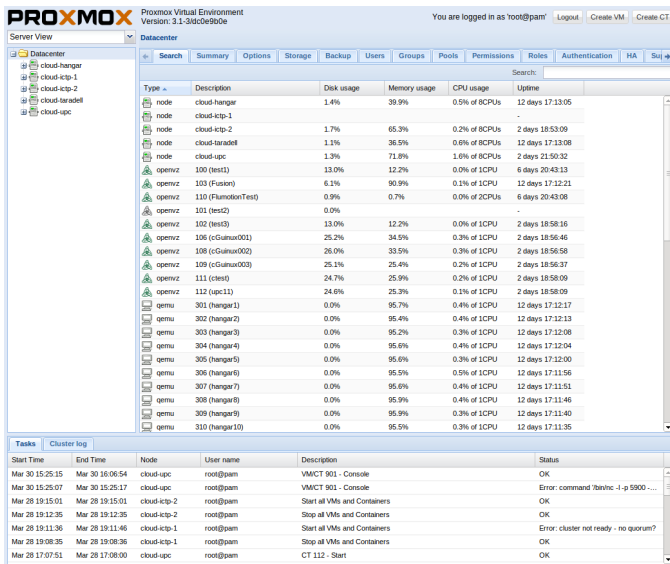 PROXMOX Proxmox Virtual Environment
Version: 3.1-3/dc0e9b0e
You are logged in as 'root@pam' Logout Create VM Create CT
Server View
Datacenter
cloud-hangar
cloud-ictp-1
cloud-ictp-2
cloud-taradell
cloud-upc
Datacenter
Search Summary Options Storage Backup Users Groups Pools Permissions Roles Authentication HA
Search:
Type Description Disk usage Memory usage CPU usage Uptime
node cloud-hangar 1.4% 39.9% 0.5% of 8CPUs 12 days 17:13:05
node cloud-ictp-1 -
node cloud-ictp-2 1.7% 65.3% 0.2% of 8CPUs 2 days 18:53:09
node cloud-taradell 1.1% 36.5% 0.6% of 8CPUs 12 days 17:13:08
node cloud-upc 1.3% 71.8% 1.6% of 8CPUs 2 days 21:50:32
openvz 100 (test1) 13.0% 12.2% 0.0% of 1CPU 6 days 20:43:13
openvz 103 (Fusion) 6.1% 90.9% 0.1% of 1CPU 12 days 17:12:21
openvz 110 (FlumotionTest) 0.9% 0.7% 0.0% of 2CPUs 6 days 20:43:08
openvz 101 (test2) 0.0% -
openvz 102 (test3) 13.0% 12.2% 0.0% of 1CPU 2 days 18:58:16
openvz 106 (cGuinux001) 25.2% 34.5% 0.3% of 1CPU 2 days 18:56:46
openvz 108 (cGuinux002) 26.0% 33.5% 0.3% of 1CPU 2 days 18:56:58
openvz 109 (cGuinux003) 25.1% 25.4% 0.2% of 1CPU 2 days 18:56:37
openvz 111 (ctest) 24.7% 25.9% 0.2% of 1CPU 2 days 18:58:09
openvz 112 (upc11) 24.6% 25.3% 0.1% of 1CPU 2 days 18:58:09
qemu 301 (hangar1) 0.0% 95.7% 0.4% of 1CPU 12 days 17:12:17
qemu 302 (hangar2) 0.0% 95.4% 0.4% of 1CPU 12 days 17:12:13
qemu 303 (hangar3) 0.0% 95.2% 0.3% of 1CPU 12 days 17:12:08
qemu 304 (hangar4) 0.0% 95.6% 0.4% of 1CPU 12 days 17:12:04
qemu 305 (hangar5) 0.0% 95.6% 0.3% of 1CPU 12 days 17:12:00
qemu 306 (hangar6) 0.0% 95.5% 0.5% of 1CPU 12 days 17:11:56
qemu 307 (hangar7) 0.0% 95.6% 0.4% of 1CPU 12 days 17:11:51
qemu 308 (hangar8) 0.0% 95.9% 0.4% of 1CPU 12 days 17:11:46
qemu 309 (hangar9) 0.0% 95.9% 0.3% of 1CPU 12 days 17:11:40
qemu 310 (hangar10) 0.0% 95.5% 0.3% of 1CPU 12 days 17:11:35
Tasks Cluster log
Start Time End Time Node User name Description Status
Mar 30 15:25:15 Mar 30 16:06:54 cloud-upc root@pam VM/CT 901 - Console OK
Mar 30 15:25:07 Mar 30 15:25:17 cloud-upc root@pam VM/CT 901 - Console Error: command '/bin/nc -l -p 5900 -...
Mar 28 19:15:01 Mar 28 19:15:01 cloud-ictp-2 root@pam Start all VMs and Containers OK
Mar 28 19:12:35 Mar 28 19:12:35 cloud-ictp-2 root@pam Stop all VMs and Containers OK
Mar 28 19:11:36 Mar 28 19:11:46 cloud-ictp-1 root@pam Start all VMs and Containers Error: cluster not ready - no quorum?
Mar 28 19:08:35 Mar 28 19:08:36 cloud-ictp-1 root@pam Stop all VMs and Containers OK
Mar 28 17:07:51 Mar 28 17:08:00 cloud-upc root@pam CT 112 - Start OK